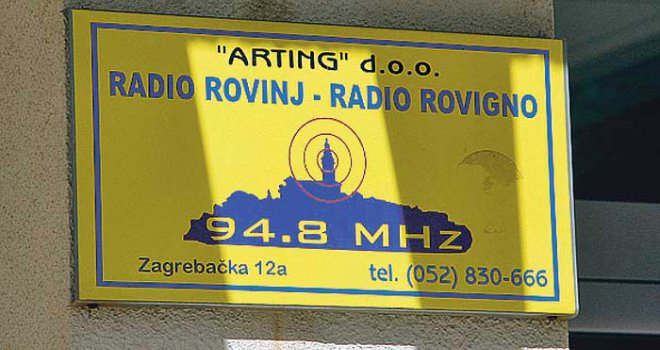 "ARTING" d.o.o.
RADIO ROVINJ - RADIO ROVIGNO
94.8 MHz
Zagrebačka 12a tel. (052) 830-666